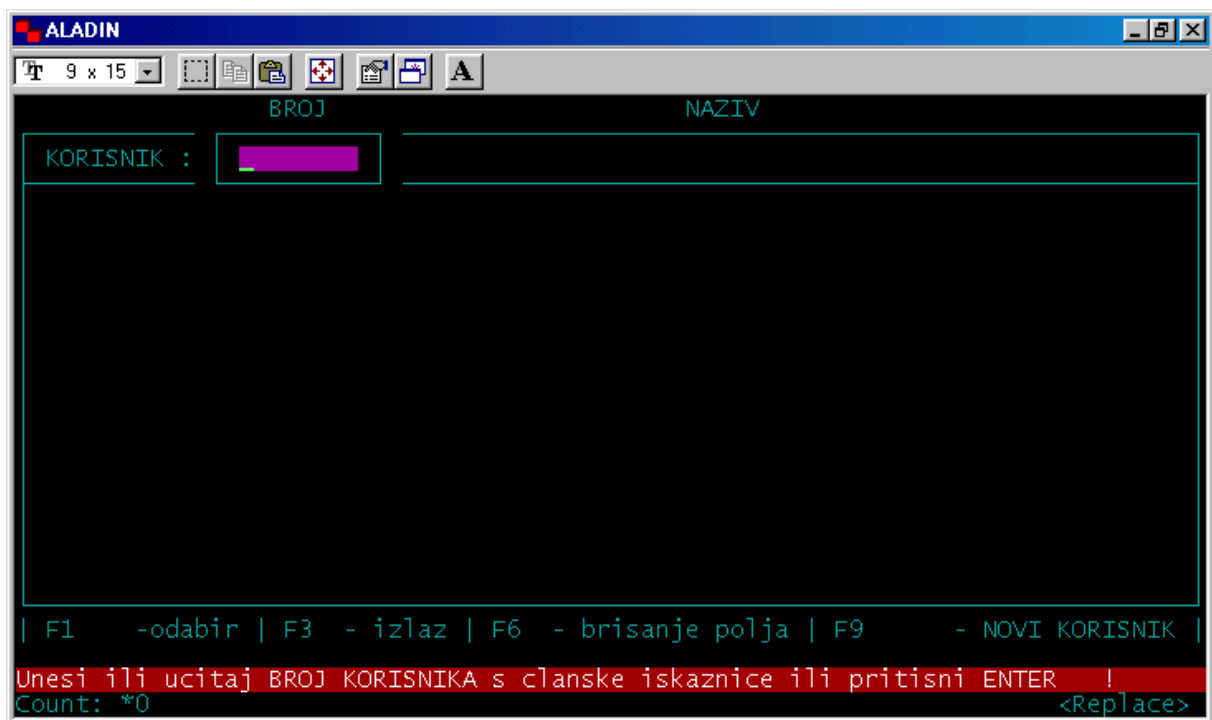 ALADIN
9 x 15 A
BROJ NAZIV
KORISNIK :
| F1 -odabir | F3 - izlaz | F6 - brisanje polja | F9 - NOVI KORISNIK |
Unesi ili ucitaj BROJ KORISNIKA s clanske iskaznice ili pritisni ENTER !
Count: *0 <Replace>